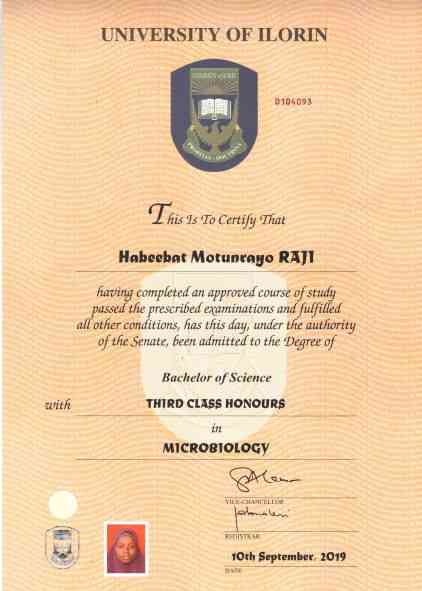 UNIVERSITY OF ILORIN
D104093
PROBITAS DOCTRINA
This Is To Certify That
Habeebat Motunrayo RAJI
having completed an approved course of study
passed the prescribed examinations and fulfilled
all other conditions, has this day, under the authority
of the Senate, been admitted to the Degree of
Bachelor of Science
with THIRD CLASS HONOURS
in
MICROBIOLOGY
VICE-CHANCELLOR
REGISTRAR
10th September, 2019
DATE